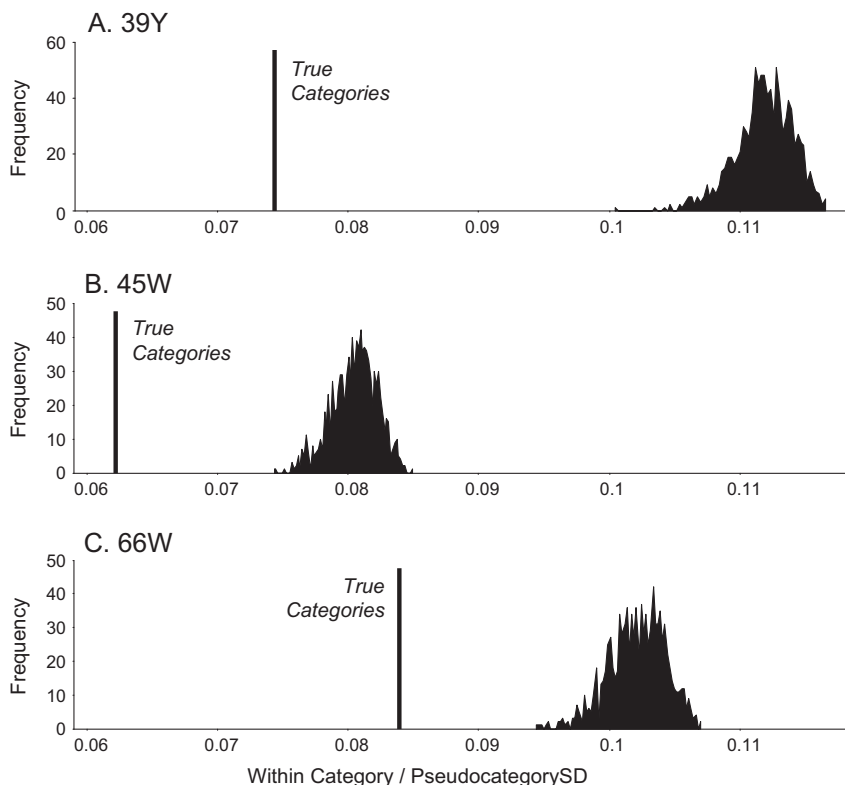 A. 39Y
60
True
Categories
40
Frequency
20
0
0.06 0.07 0.08 0.09 0.1 0.11
B. 45W
50
True
Categories
40
30
Frequency
20
10
0
0.06 0.07 0.08 0.09 0.1 0.11
C. 66W
50
True
Categories
40
30
Frequency
20
10
0
0.06 0.07 0.08 0.09 0.1 0.11
Within Category / PseudocategorySD